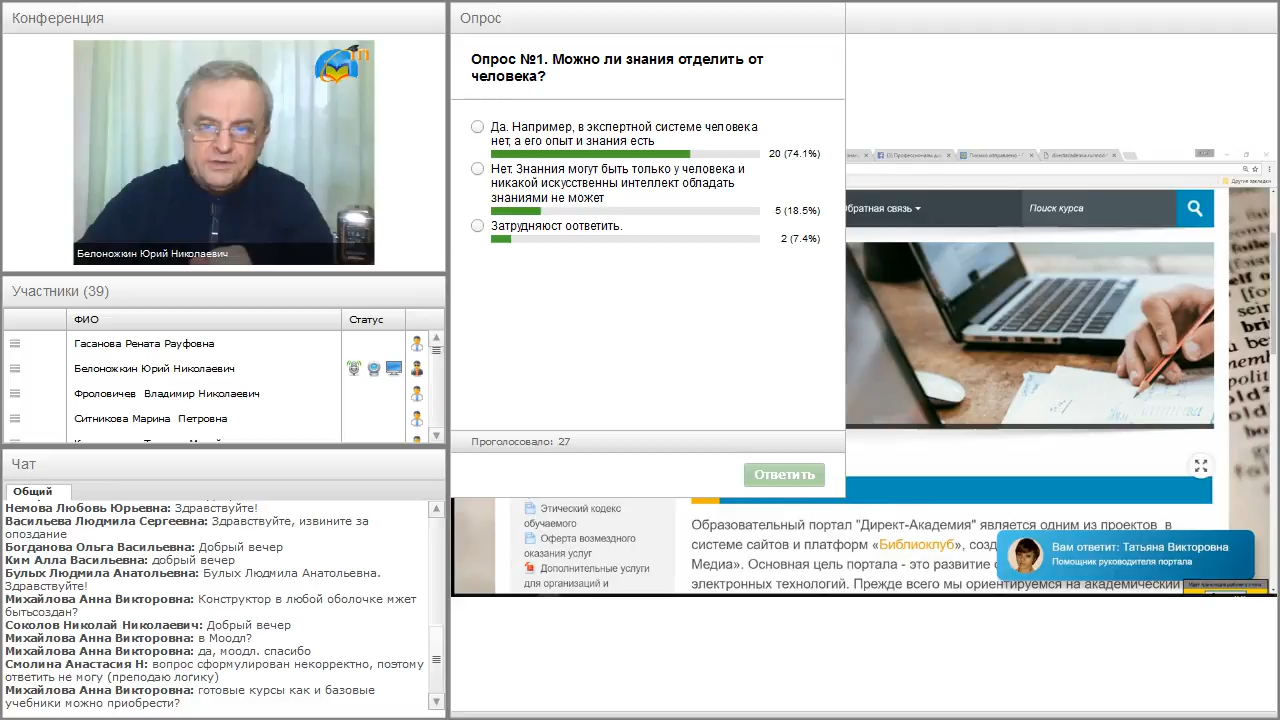 Конференция
ТП
Белоножкин Юрий Николаевич
Участники (39)
ФИО
Статус
Гасанова Рената Рауфовна
Белоножкин Юрий Николаевич
Фроловичев Владимир Николаевич
Ситникова Марина Петровна
Чат
Общий
Немова Любовь Юрьевна: Здравствуйте!
Васильева Людмила Сергеевна: Здравствуйте, извините за
опоздание
Богданова Ольга Васильевна: Добрый вечер
Ким Алла Васильевна: добрый вечер
Булых Людмила Анатольевна: Булых Людмила Анатольевна.
Здравствуйте!
Михайлова Анна Викторовна: Конструктор в любой оболочке мжет
бытьсоздан?
Соколов Николай Николаевич: Добрый вечер
Михайлова Анна Викторовна: в Моодл?
Михайлова Анна Викторовна: да, моодл. спасибо
Смолина Анастасия Н: вопрос сформулирован некорректно, поэтому
ответить не могу (преподаю логику)
Михайлова Анна Викторовна: готовые курсы как и базовые
учебники можно приобрести?
Опрос
Опрос №1. Можно ли знания отделить от
человека?
Да. Например, в экспертной системе человека
нет, а его опыт и знания есть
20 (74.1%)
Нет. Знанния могут быть только у человека и
никакой искуственны интеллект обладать
знаниями не может
5 (18.5%)
Затрудняюст оответить.
2 (7.4%)
Проголосовало: 27
Ответить
Другие закладки
братная связь
Поиск курса
Этический кодекс
обучаемого
Оферта возмездного
оказания услуг
Дополнительные услуги
для организаций и
Образовательный портал "Директ-Академия" является одним из проектов в
системе сайтов и платформ «Библиоклуб», созд
Медиа». Основная цель портала - это развитие
электронных технологий. Прежде всего мы ориентируемся на академический
Вам ответит: Татьяна Викторовна
Помощник руководителя портала